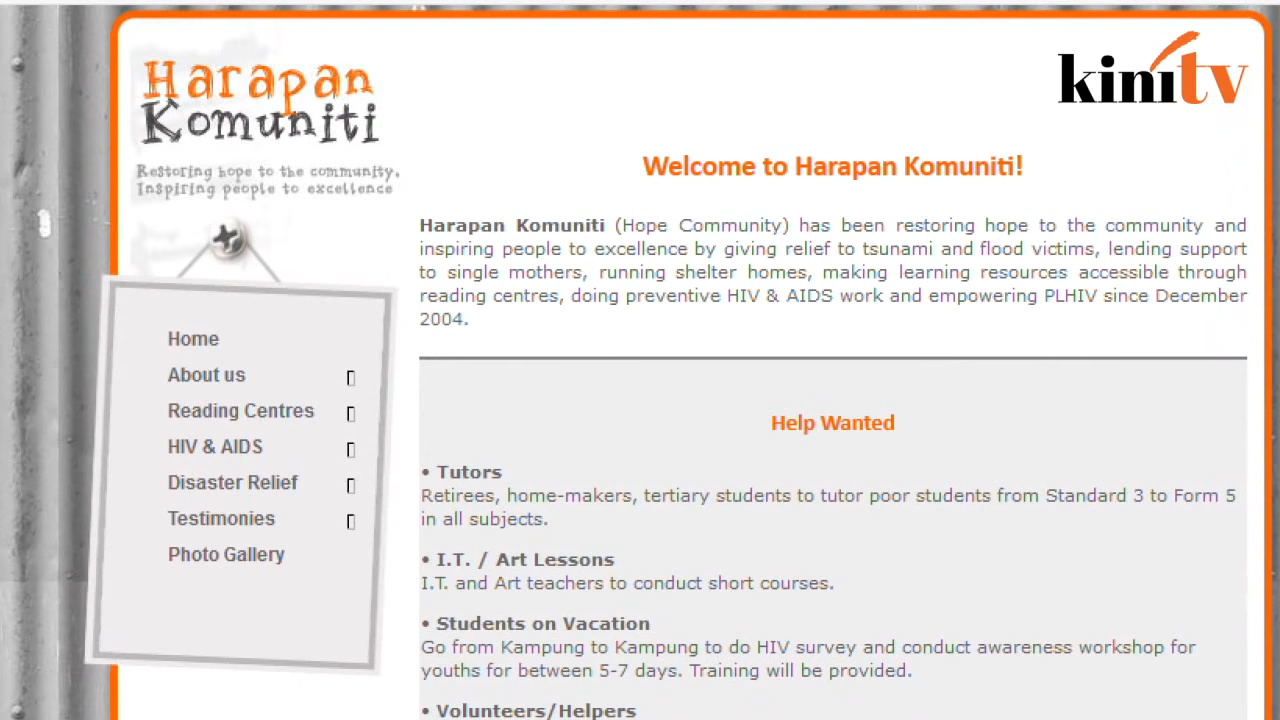 Harapan
Komuniti
Restoring hope to the community,
Inspiring people to excellence
kinitv
Home
About us
Reading Centres
HIV & AIDS
Disaster Relief
Testimonies
Photo Gallery
Welcome to Harapan Komuniti!
Harapan Komuniti (Hope Community) has been restoring hope to the community and
inspiring people to excellence by giving relief to tsunami and flood victims, lending support
to single mothers, running shelter homes, making learning resources accessible through
reading centres, doing preventive HIV & AIDS work and empowering PLHIV since December
2004.
Help Wanted
• Tutors
Retirees, home-makers, tertiary students to tutor poor students from Standard 3 to Form 5
in all subjects.
• I.T. / Art Lessons
I.T. and Art teachers to conduct short courses.
• Students on Vacation
Go from Kampung to Kampung to do HIV survey and conduct awareness workshop for
youths for between 5-7 days. Training will be provided.
• Volunteers/Helpers